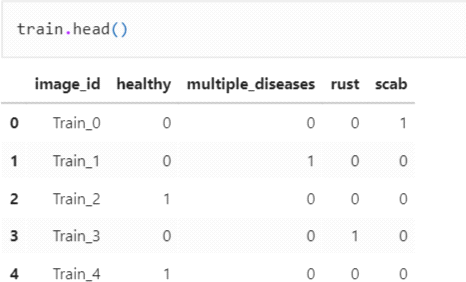 train.head()
image_id healthy multiple_diseases rust scab
0 Train_0 0 0 0 1
1 Train_1 0 1 0 0
2 Train_2 1 0 0 0
3 Train_3 0 0 1 0
4 Train_4 1 0 0 0